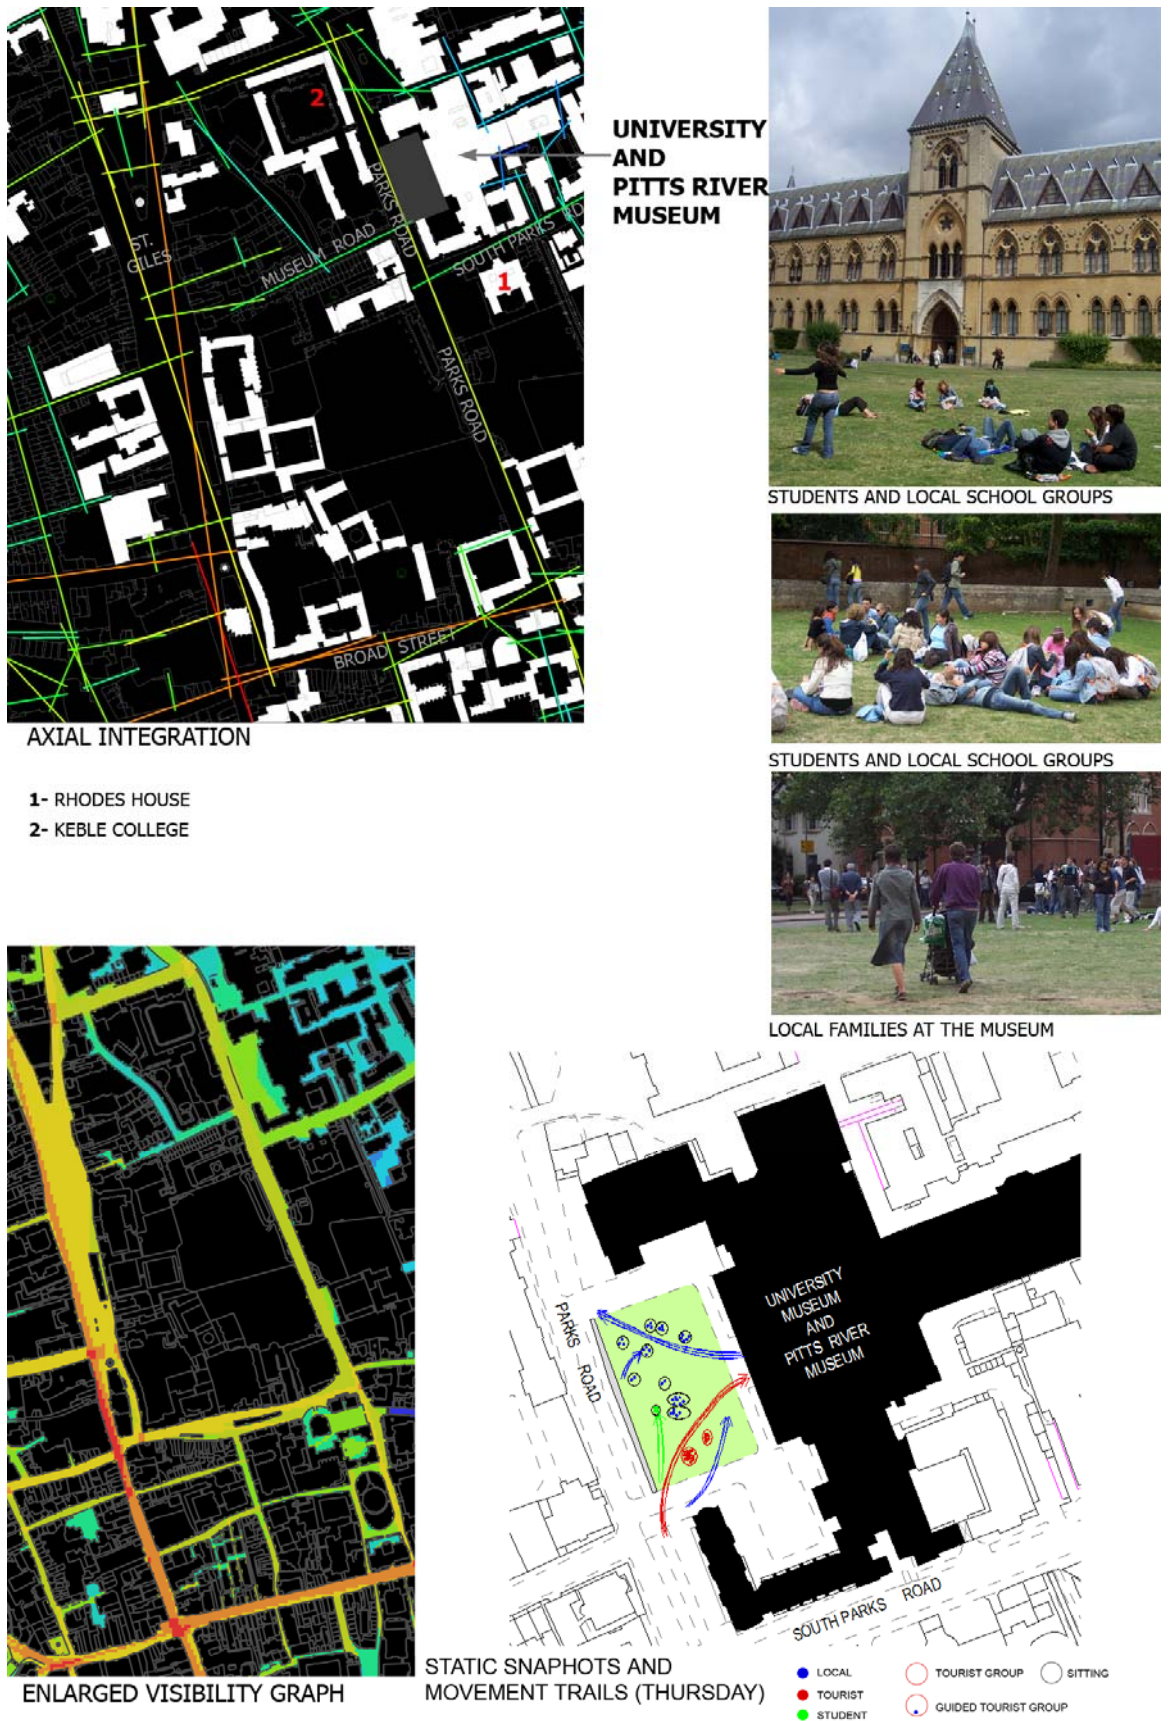 2
UNIVERSITY
AND
PITTS RIVER
MUSEUM
PARKS ROAD
ST.
GILES
MUSEUM ROAD
SOUTH PARKS RD
1
PARKS ROAD
BROAD STREET
AXIAL INTEGRATION
1- RHODES HOUSE
2- KEBLE COLLEGE
STUDENTS AND LOCAL SCHOOL GROUPS
STUDENTS AND LOCAL SCHOOL GROUPS
LOCAL FAMILIES AT THE MUSEUM
ENLARGED VISIBILITY GRAPH
PARKS ROAD
UNIVERSITY
MUSEUM
AND
PITTS RIVER
MUSEUM
SOUTH PARKS ROAD
STATIC SNAPHOTS AND
MOVEMENT TRAILS (THURSDAY)
LOCAL
TOURIST
STUDENT
TOURIST GROUP
GUIDED TOURIST GROUP
SITTING